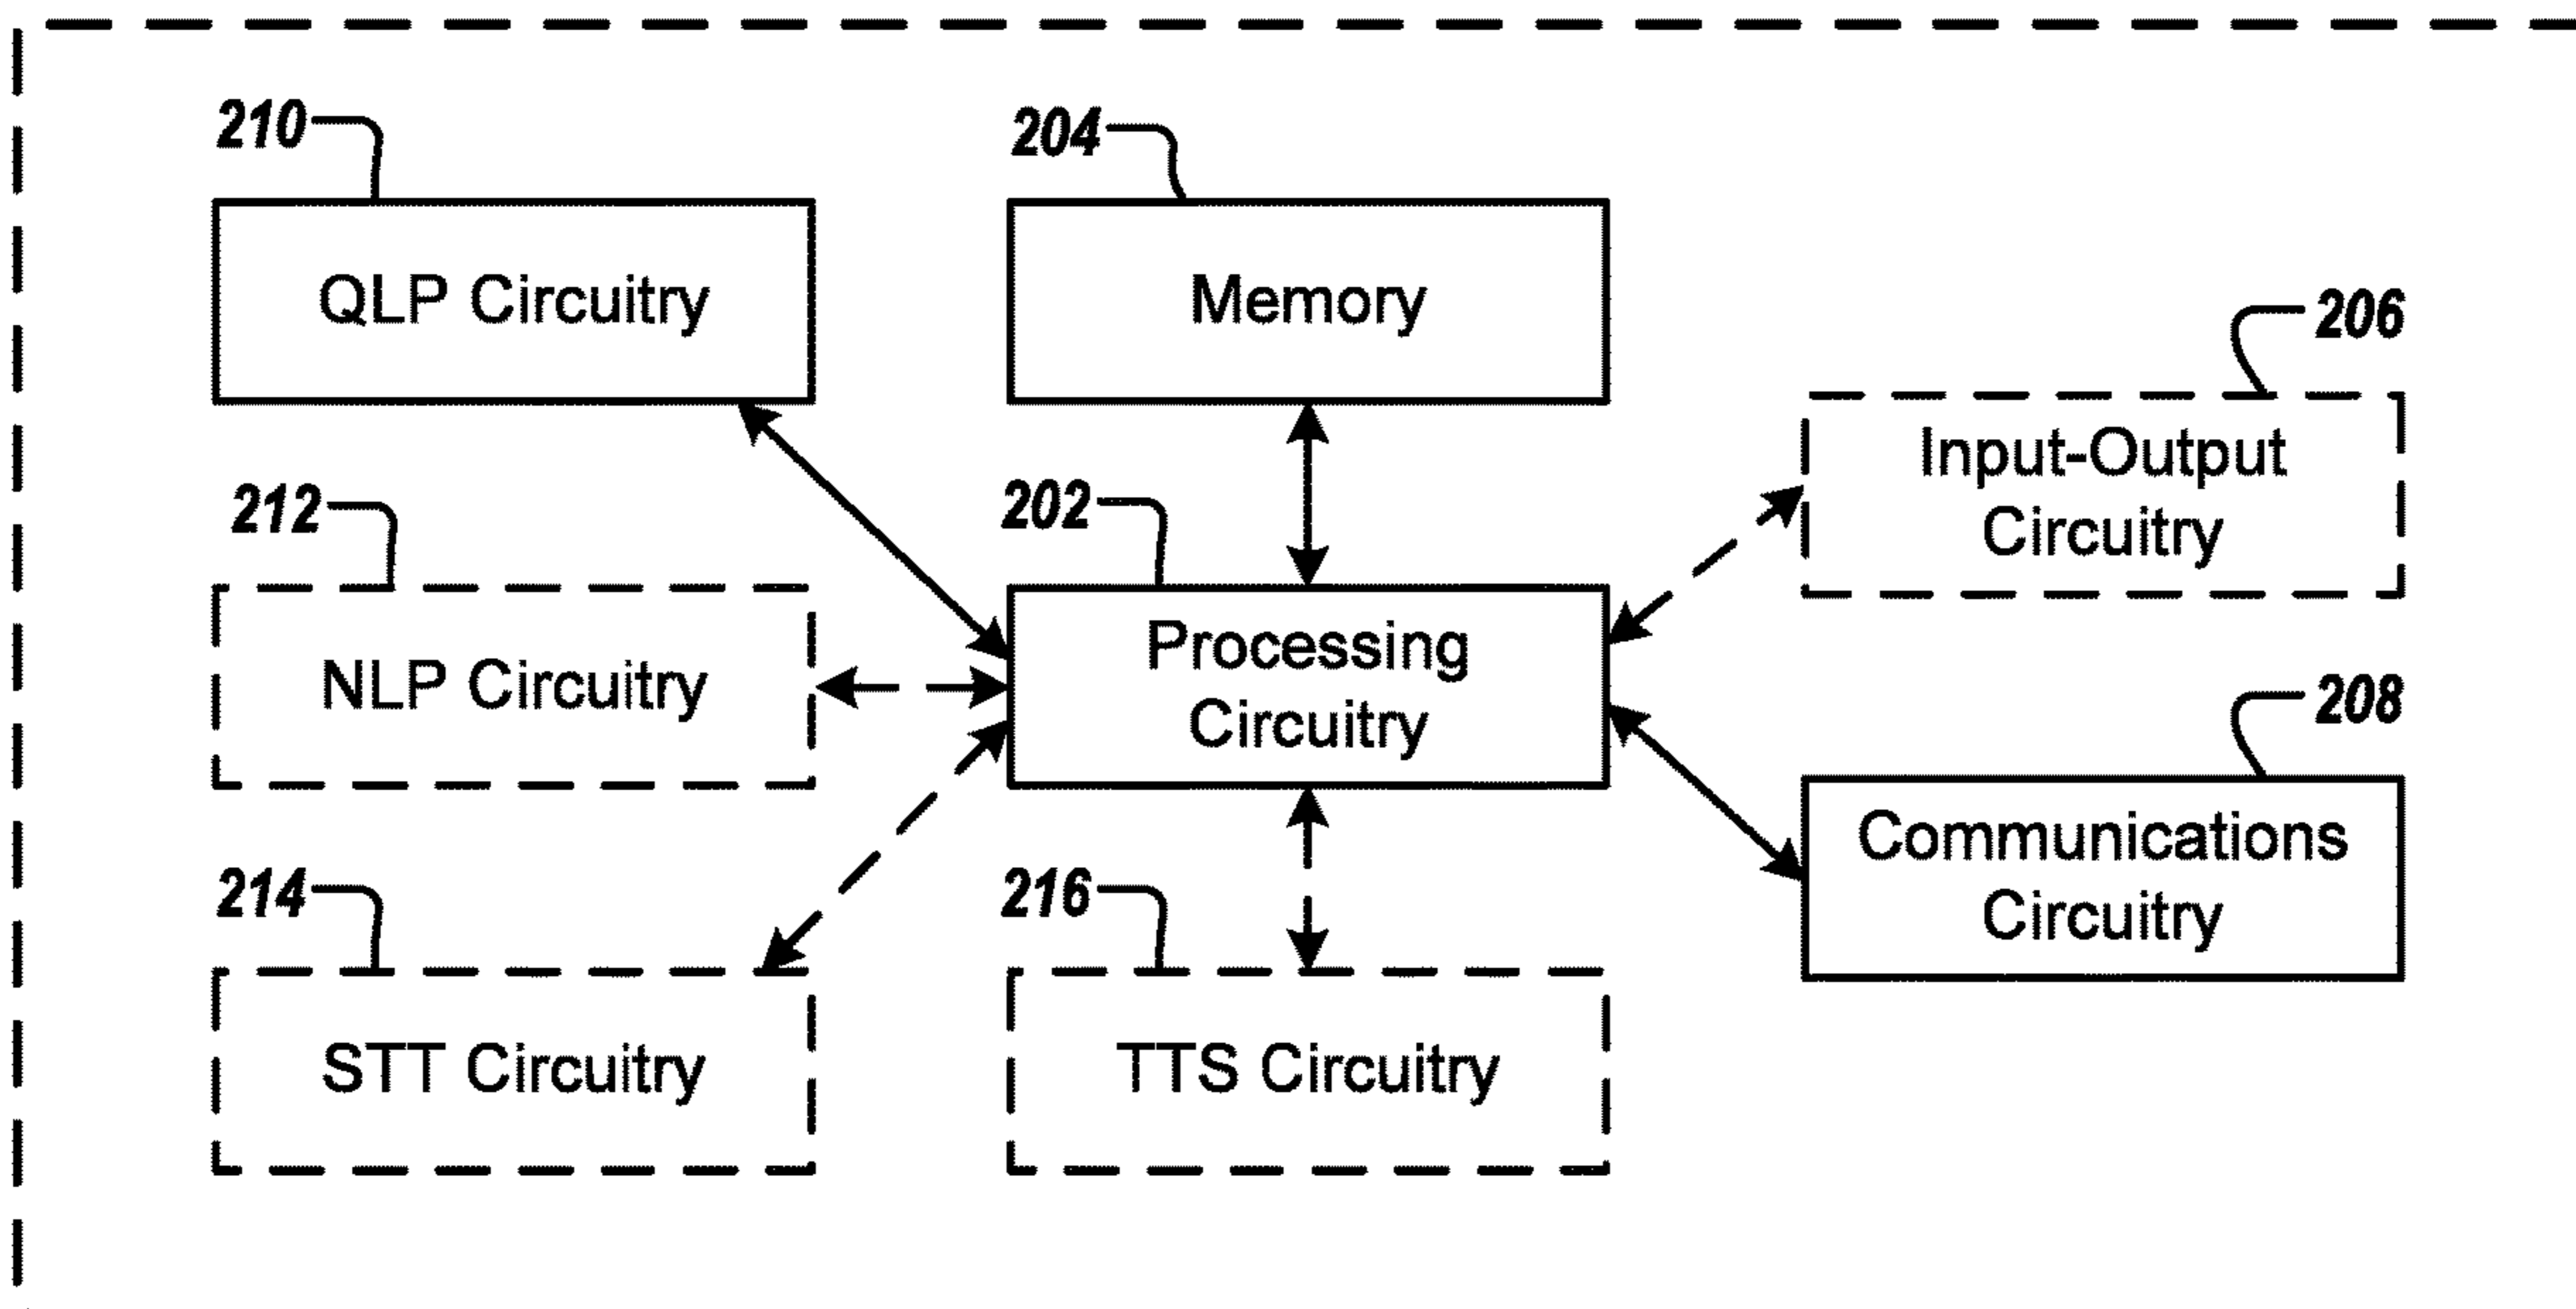 210
204
QLP Circuitry
Memory
206
Input-Output
Circuitry
212
202
NLP Circuitry
Processing
Circuitry
208
Communications
Circuitry
214
216
STT Circuitry
TTS Circuitry